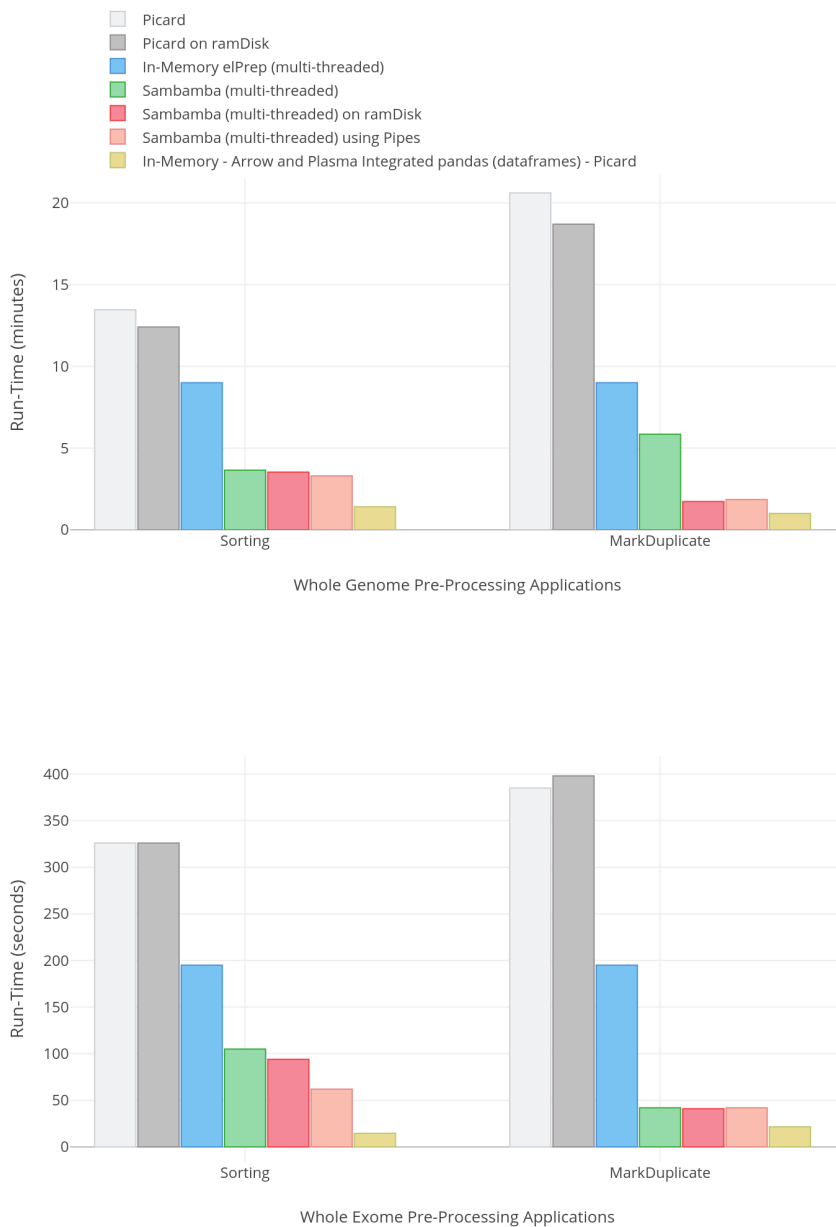 Picard
Picard on ramDisk
In-Memory elPrep (multi-threaded)
Sambamba (multi-threaded)
Sambamba (multi-threaded) on ramDisk
Sambamba (multi-threaded) using Pipes
In-Memory - Arrow and Plasma Integrated pandas (dataframes) - Picard
Run-Time (minutes)
20
15
10
5
0
Sorting MarkDuplicate
Whole Genome Pre-Processing Applications
Run-Time (seconds)
400
350
300
250
200
150
100
50
0
Sorting MarkDuplicate
Whole Exome Pre-Processing Applications